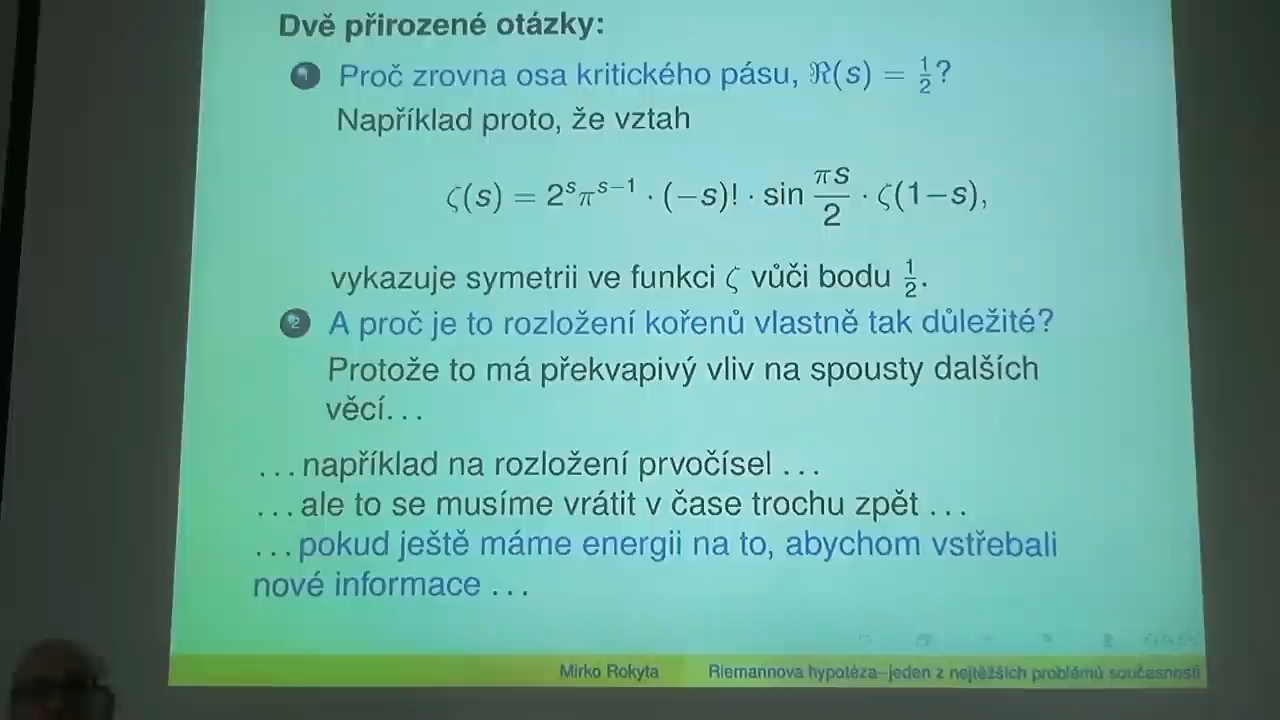 Dvě přirozené otázky:
1 Proč zrovna osa kritického pásu, ℜ(s) = 1/2?
Například proto, že vztah
ζ(s) = 2^s π^{s−1} · (−s)! · sin πs/2 · ζ(1−s),
vykazuje symetrii ve funkci ζ vůči bodu 1/2.
2 A proč je to rozložení kořenů vlastně tak důležité?
Protože to má překvapivý vliv na spousty dalších
věcí...
...například na rozložení prvočísel ...
...ale to se musíme vrátit v čase trochu zpět ...
...pokud ještě máme energii na to, abychom vstřebali
nové informace ...
Mirko Rokyta Riemannova hypotéza–jeden z nejtěžších problémů současnosti